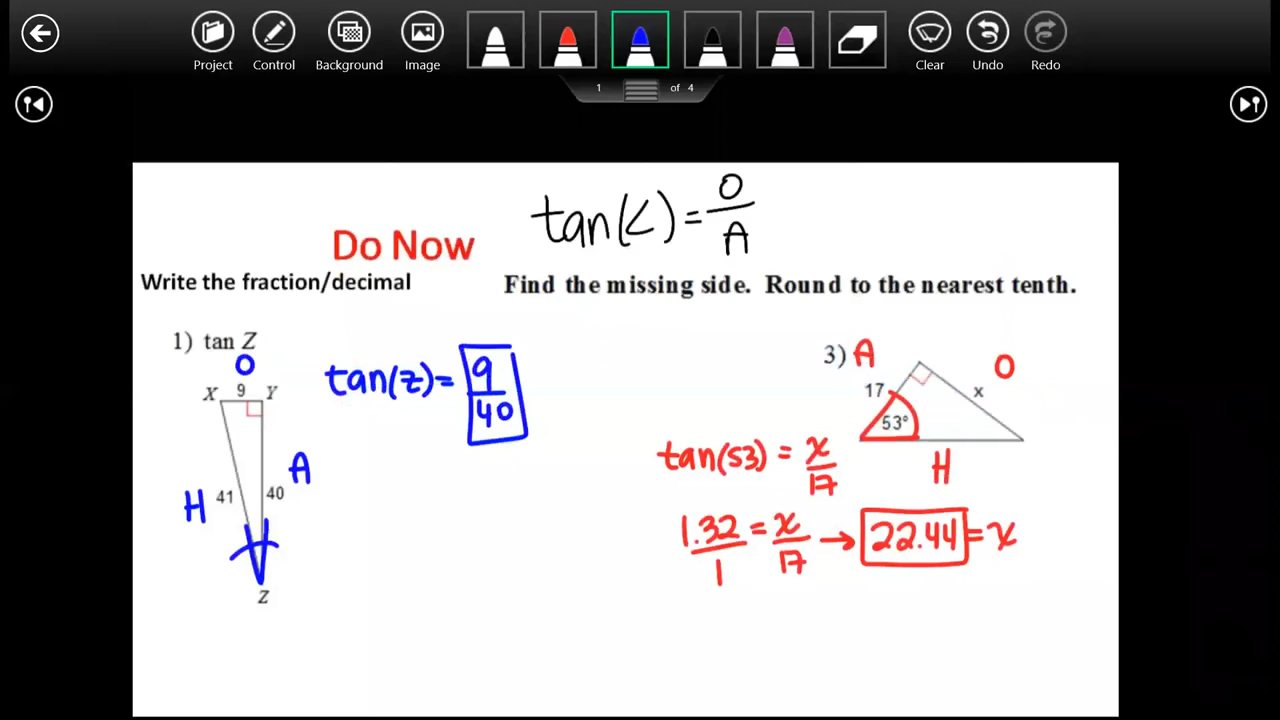 Project Control Background Image Clear Undo Redo
1 of 4
tan(<) = O/A
Do Now
Write the fraction/decimal
Find the missing side. Round to the nearest tenth.
1) tan Z
O
X 9 Y
H 41 40 A
Z
tan(z) = 9/40
3) A
O
17 x
53°
H
tan(53) = x/17
1.32/1 = x/17 → 22.44 = x